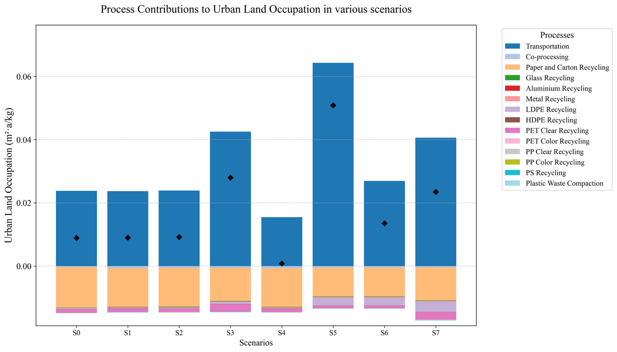 Process Contributions to Urban Land Occupation in various scenarios
Urban Land Occupation (m²·a/kg)
0.06
0.04
0.02
0.00
S0 S1 S2 S3 S4 S5 S6 S7
Scenarios
Processes
Transportation
Co-processing
Paper and Carton Recycling
Glass Recycling
Aluminium Recycling
Metal Recycling
LDPE Recycling
HDPE Recycling
PET Clear Recycling
PET Color Recycling
PP Clear Recycling
PP Color Recycling
PS Recycling
Plastic Waste Compaction